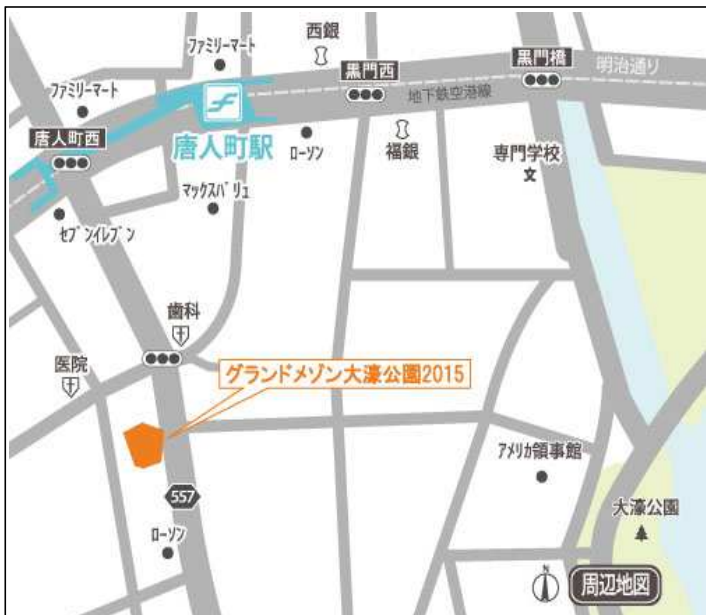 西銀
ファミリーマート
黒門西
黒門橋
明治通り
ファミリーマート
地下鉄空港線
唐人町西
唐人町駅
ローソン
福銀
専門学校
文
マックスバリュ
セブンイレブン
歯科
医院
グランドメゾン大濠公園2015
アメリカ領事館
557
大濠公園
ローソン
N
周辺地図